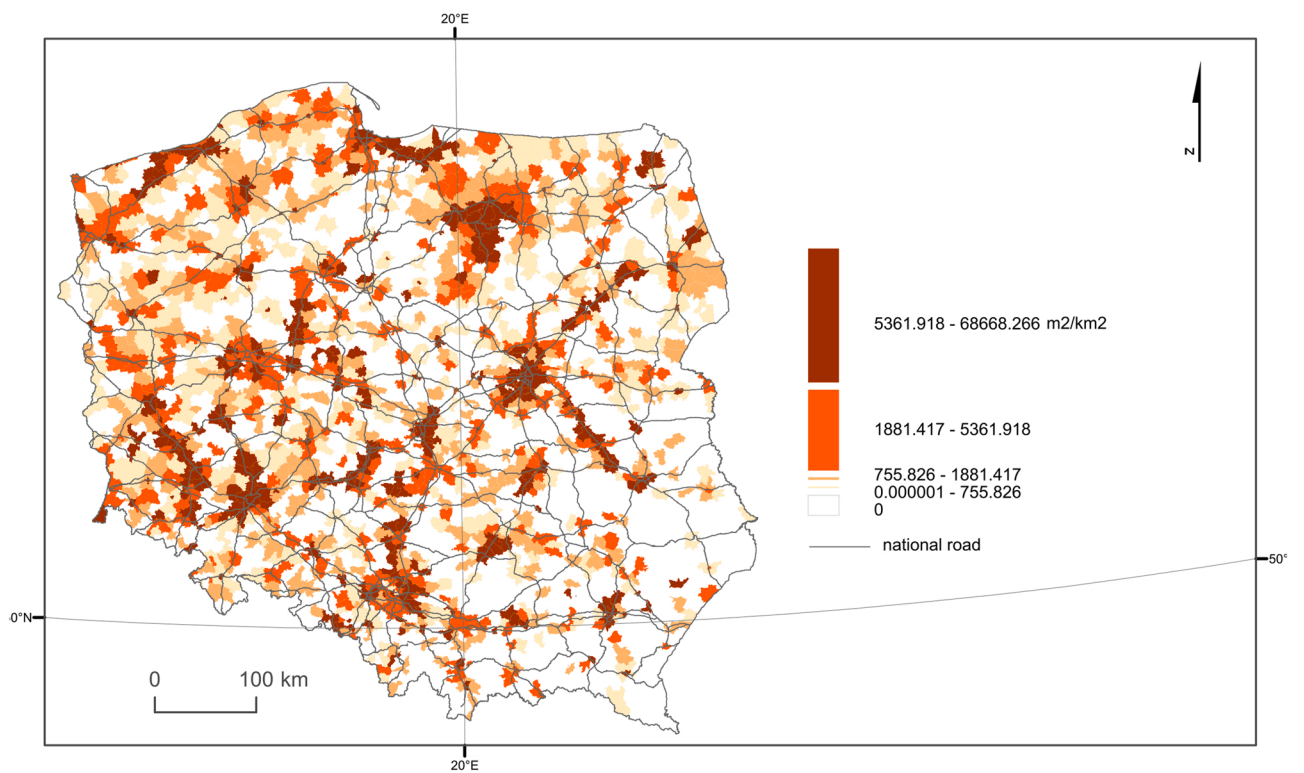 20°E
N
5361.918 - 68668.266 m2/km2
1881.417 - 5361.918
755.826 - 1881.417
0.000001 - 755.826
0
national road
50°
0°N
0 100 km
20°E